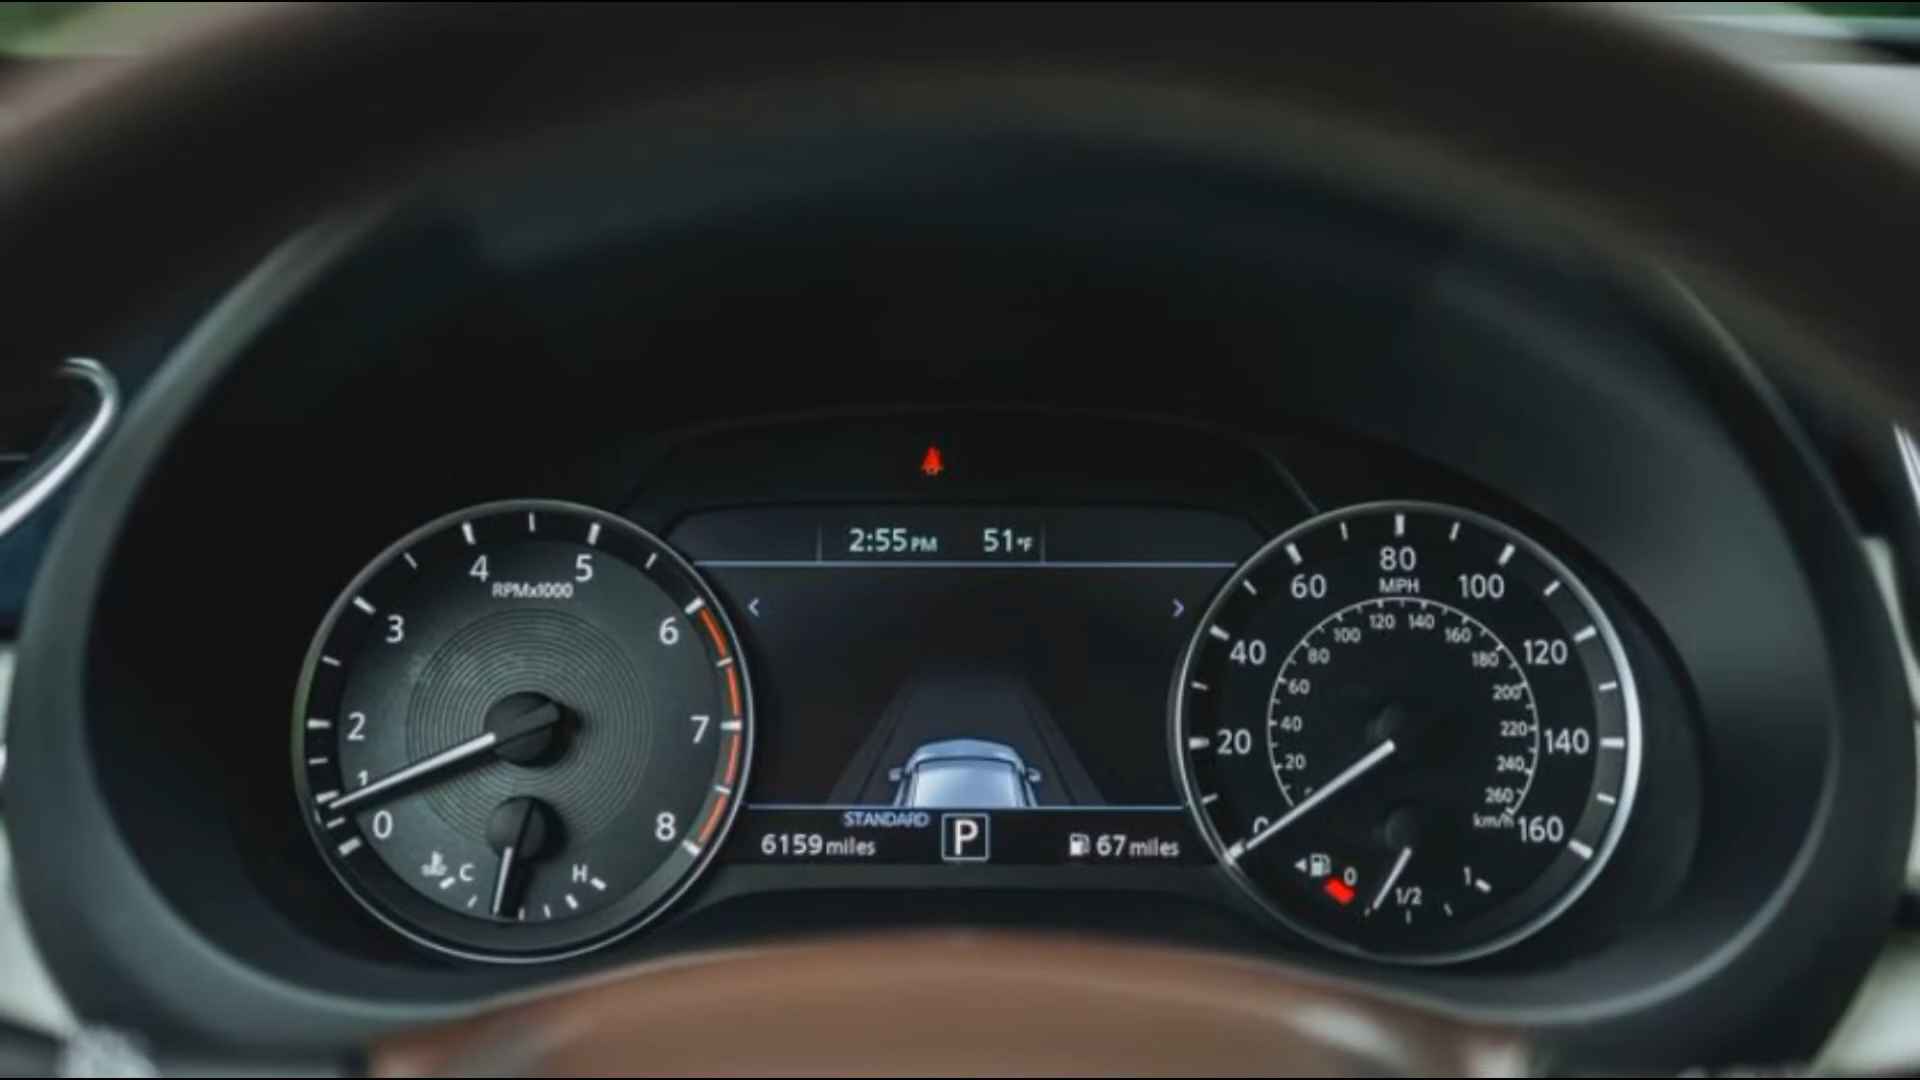 2:55 PM 51°F
< >
4 5
RPMx1000
3 6
2 7
1
0 8
C H
80
60 MPH 100
120 140
100 160
40 80 180 120
60 200
20 40 220 140
20 240
260
0 km/h 160
0 1
1/2
STANDARD
P
6159 miles 67 miles